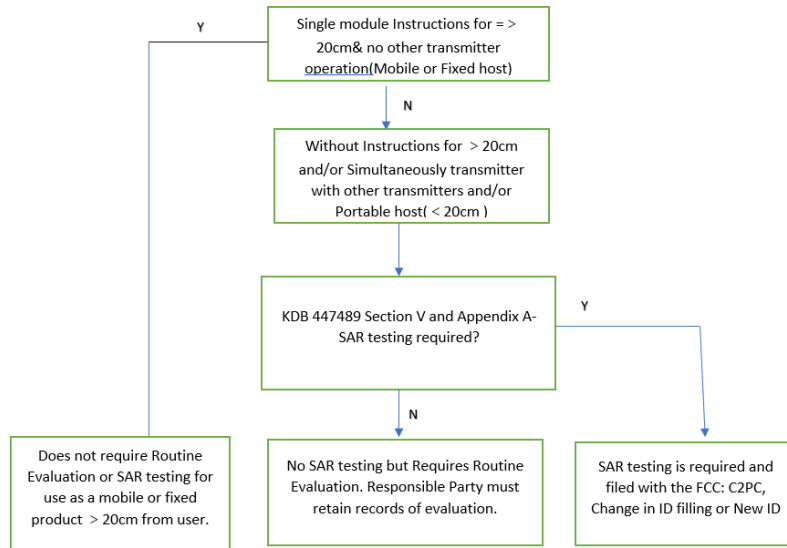 Single module Instructions for = >
20cm& no other transmitter
operation(Mobile or Fixed host)
Y
N
Without Instructions for > 20cm
and/or Simultaneously transmitter
with other transmitters and/or
Portable host( < 20cm )
KDB 447489 Section V and Appendix A-
SAR testing required?
Y
N
Does not require Routine
Evaluation or SAR testing for
use as a mobile or fixed
product > 20cm from user.
No SAR testing but Requires Routine
Evaluation. Responsible Party must
retain records of evaluation.
SAR testing is required and
filed with the FCC: C2PC,
Change in ID filling or New ID